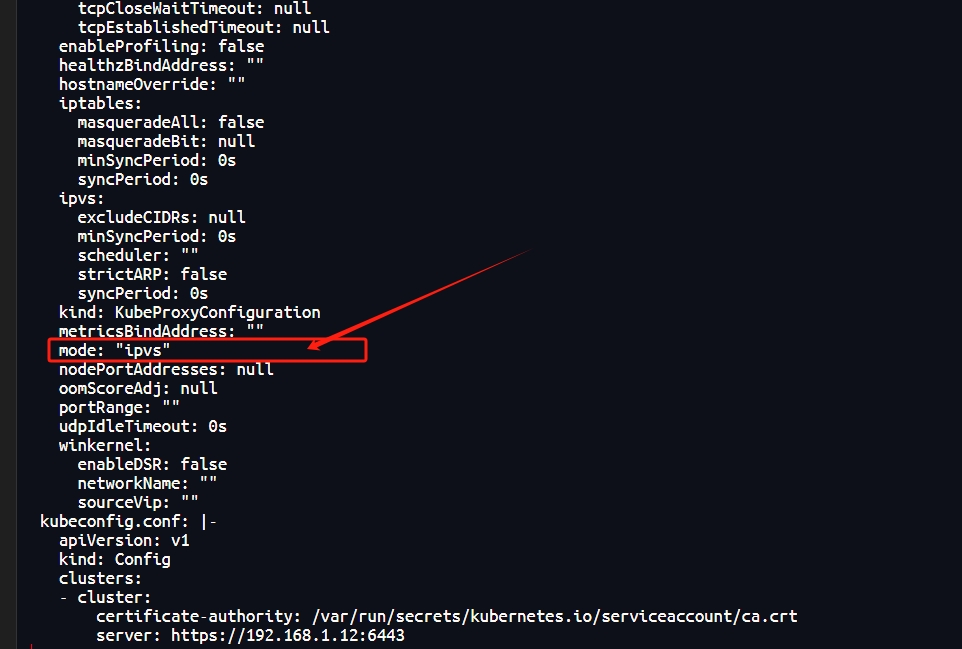 tcpCloseWaitTimeout: null
tcpEstablishedTimeout: null
enableProfiling: false
healthzBindAddress: ""
hostnameOverride: ""
iptables:
masqueradeAll: false
masqueradeBit: null
minSyncPeriod: 0s
syncPeriod: 0s
ipvs:
excludeCIDRs: null
minSyncPeriod: 0s
scheduler: ""
strictARP: false
syncPeriod: 0s
kind: KubeProxyConfiguration
metricsBindAddress: ""
mode: "ipvs"
nodePortAddresses: null
oomScoreAdj: null
portRange: ""
udpIdleTimeout: 0s
winkernel:
enableDSR: false
networkName: ""
sourceVip: ""
kubeconfig.conf: |-
apiVersion: v1
kind: Config
clusters:
- cluster:
certificate-authority: /var/run/secrets/kubernetes.io/serviceaccount/ca.crt
server: https://192.168.1.12:6443